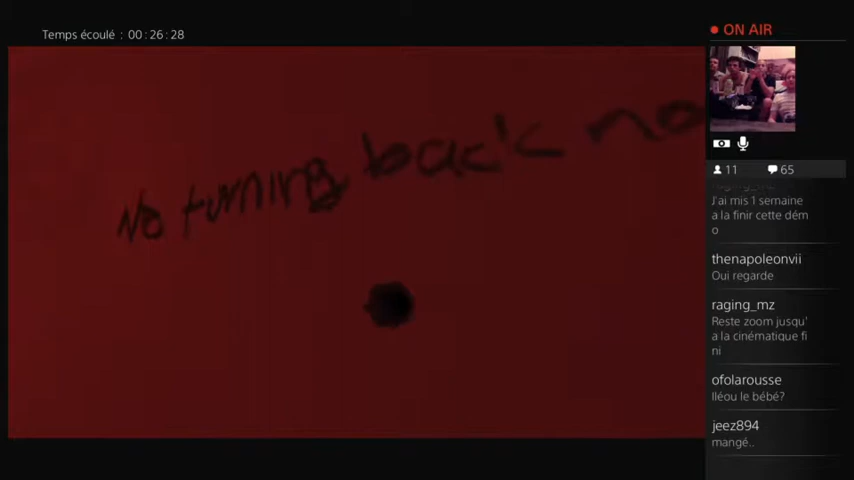 Temps écoulé : 00:26:28
ON AIR
No turning back no
11
65
J'ai mis 1 semaine
a la finir cette dém
o
thenapoleonvii
Oui regarde
raging_mz
Reste zoom jusqu'
a la cinématique fi
ni
ofolarousse
Iléou le bébé?
jeez894
mangé..